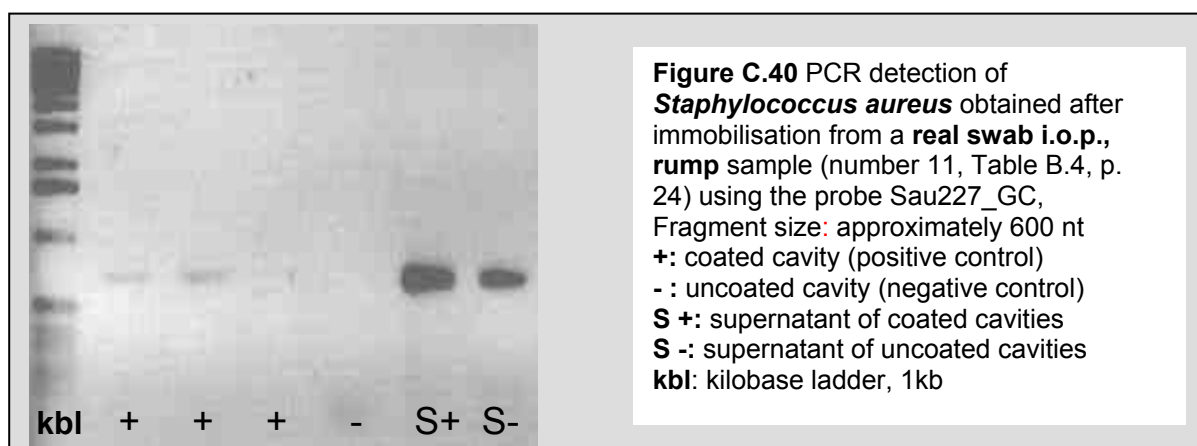 Figure C.40 PCR detection of
Staphylococcus aureus obtained after
immobilisation from a real swab i.o.p.,
rump sample (number 11, Table B.4, p.
24) using the probe Sau227_GC,
Fragment size: approximately 600 nt
+: coated cavity (positive control)
- : uncoated cavity (negative control)
S +: supernatant of coated cavities
S -: supernatant of uncoated cavities
kbl: kilobase ladder, 1kb
kbl + + + - S+ S-